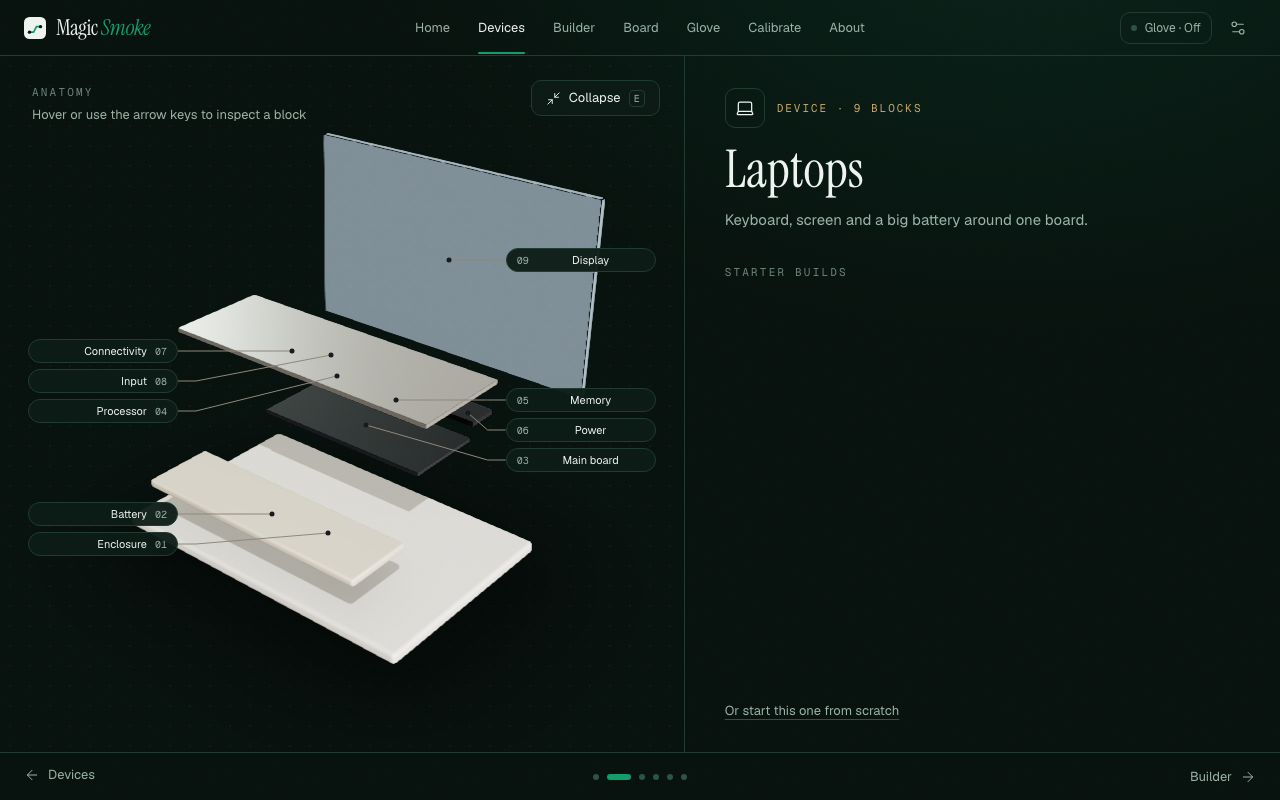 Magic Smoke
Home
Devices
Builder
Board
Glove
Calibrate
About
Glove · Off
ANATOMY
Hover or use the arrow keys to inspect a block
Collapse E
09 Display
Connectivity 07
Input 08
Processor 04
05 Memory
06 Power
03 Main board
Battery 02
Enclosure 01
DEVICE · 9 BLOCKS
Laptops
Keyboard, screen and a big battery around one board.
STARTER BUILDS
Or start this one from scratch
Devices
Builder